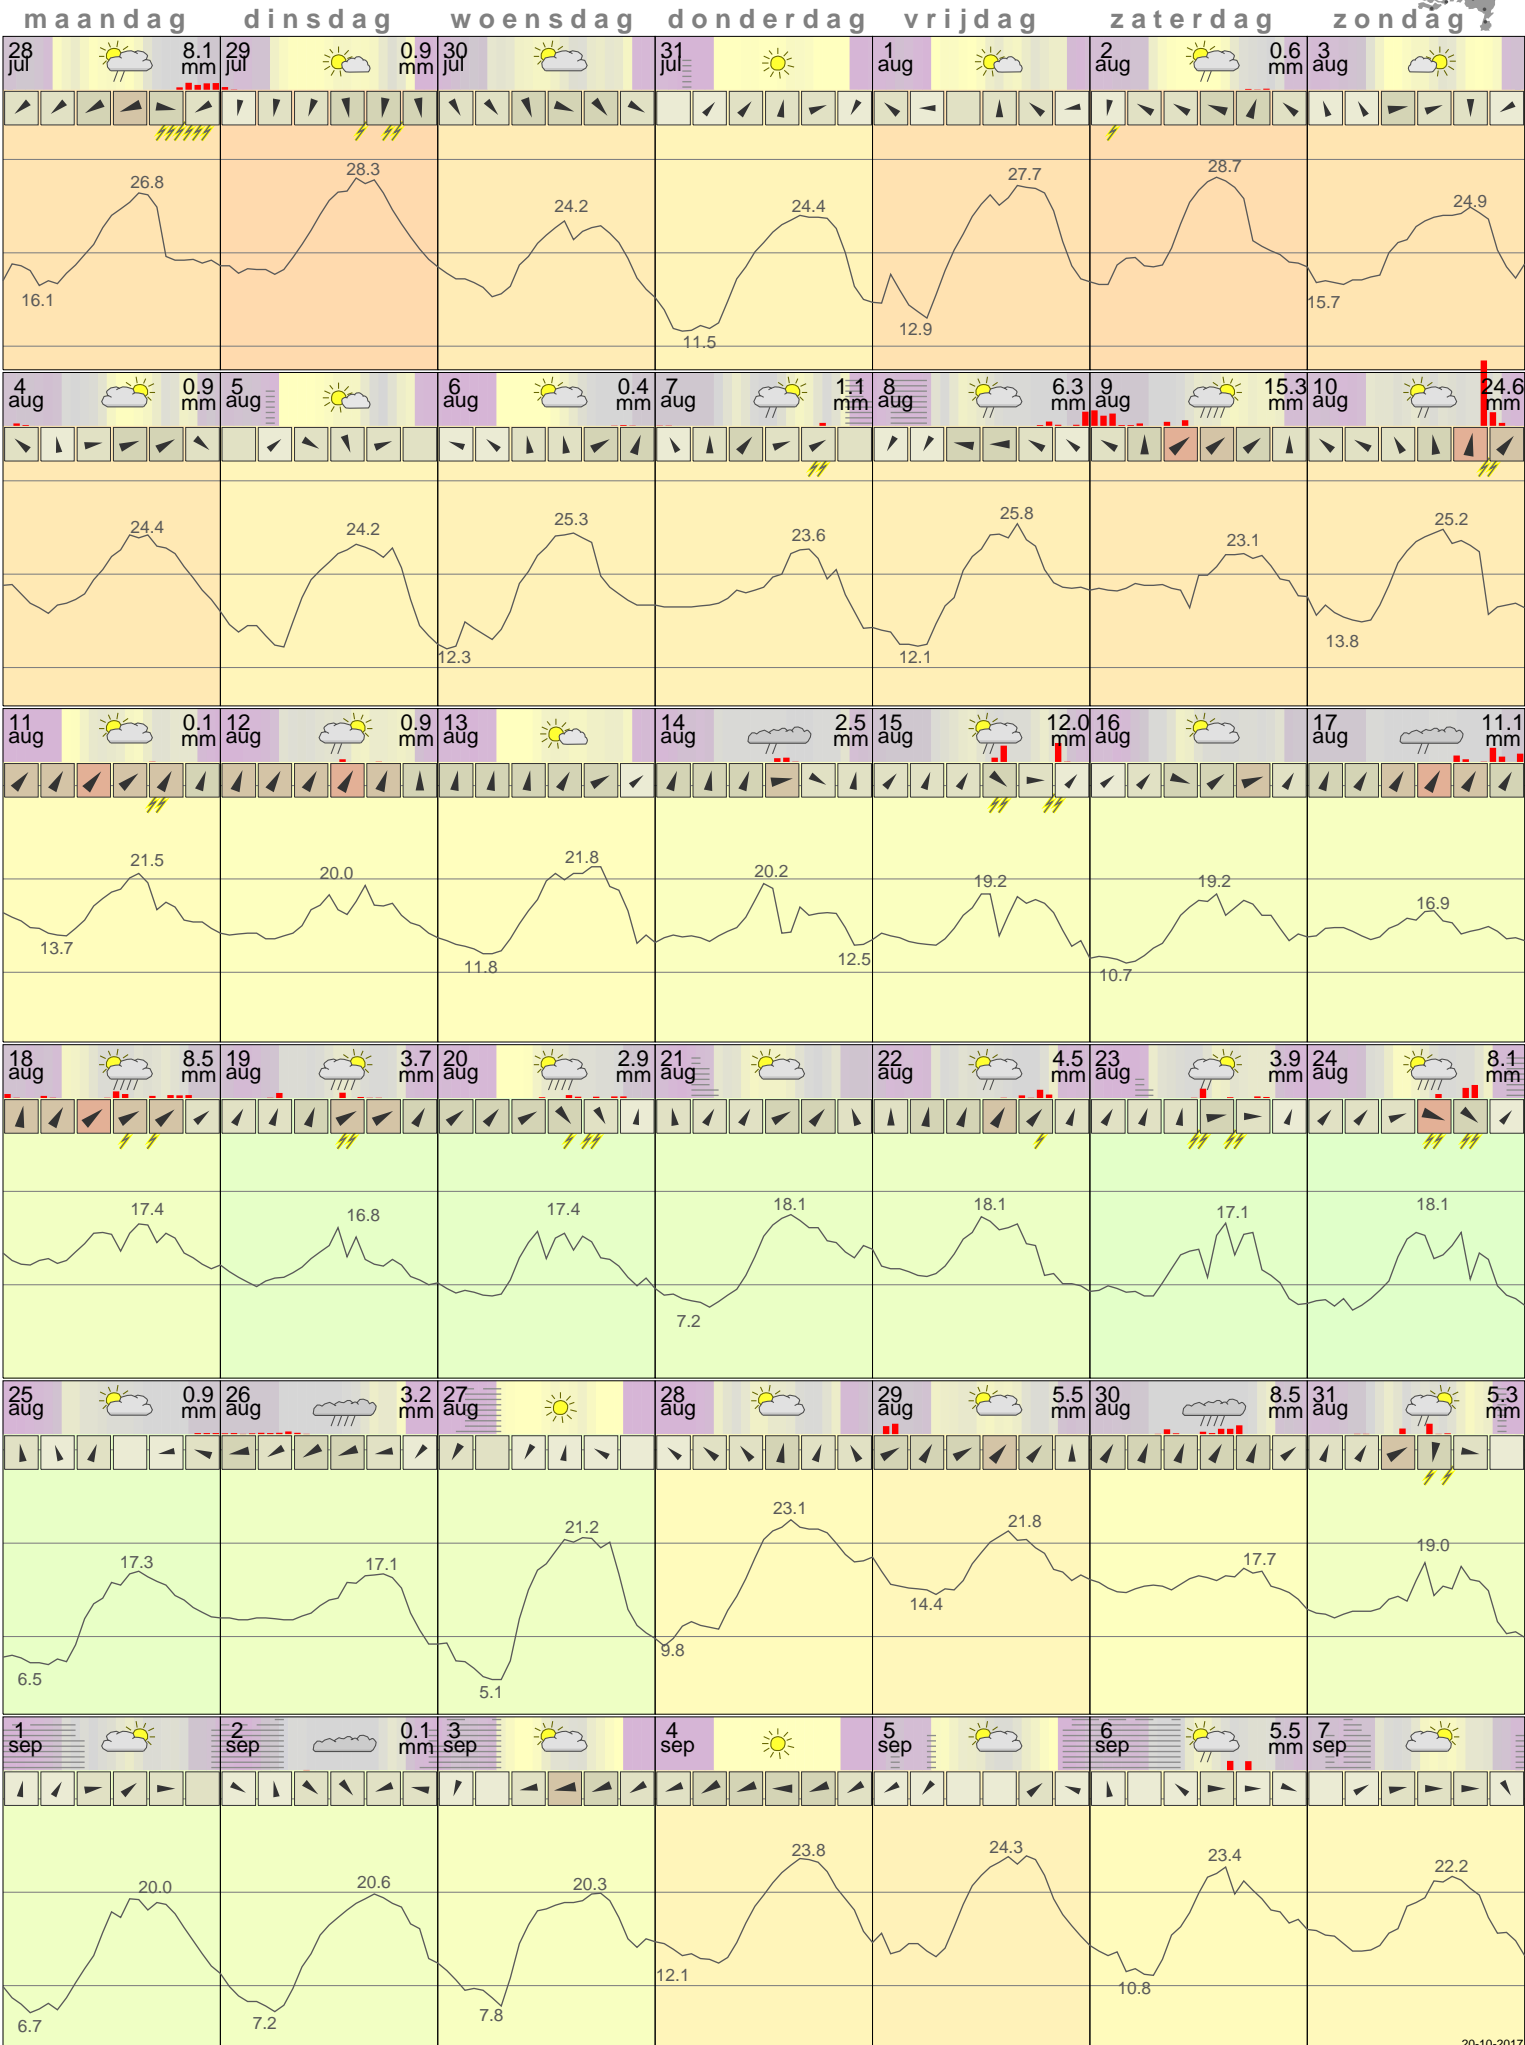 maandag dinsdag woensdag donderdag vrijdag zaterdag zondag
28 8.1 29 0.9 30 31 1 2 0.6 3
jul mm jul mm jul jul aug aug mm aug
26.8 28.3 24.2 24.4 27.7 28.7 24.9
16.1 11.5 12.9 15.7
4 0.9 5 6 0.4 7 1.1 8 6.3 9 15.3 10 24.6
aug mm aug aug mm aug mm aug mm aug mm aug mm
24.4 24.2 25.3 23.6 25.8 23.1 25.2
12.3 12.1 13.8
11 0.1 12 0.9 13 14 2.5 15 12.0 16 17 11.1
aug mm aug mm aug aug mm aug mm aug aug mm
21.5 20.0 21.8 20.2 19.2 19.2 16.9
13.7 11.8 12.5 10.7
18 8.5 19 3.7 20 2.9 21 22 4.5 23 3.9 24 8.1
aug mm aug mm aug mm aug aug mm aug mm aug mm
17.4 16.8 17.4 18.1 18.1 17.1 18.1
7.2
25 0.9 26 3.2 27 28 29 5.5 30 8.5 31 5.3
aug mm aug mm aug aug aug mm aug mm aug mm
17.3 17.1 21.2 23.1 21.8 17.7 19.0
6.5 5.1 9.8 14.4
1 2 0.1 3 4 5 6 5.5 7
sep sep mm sep sep sep sep mm sep
20.0 20.6 20.3 23.8 24.3 23.4 22.2
6.7 7.2 7.8 12.1 10.8
20-10-2017